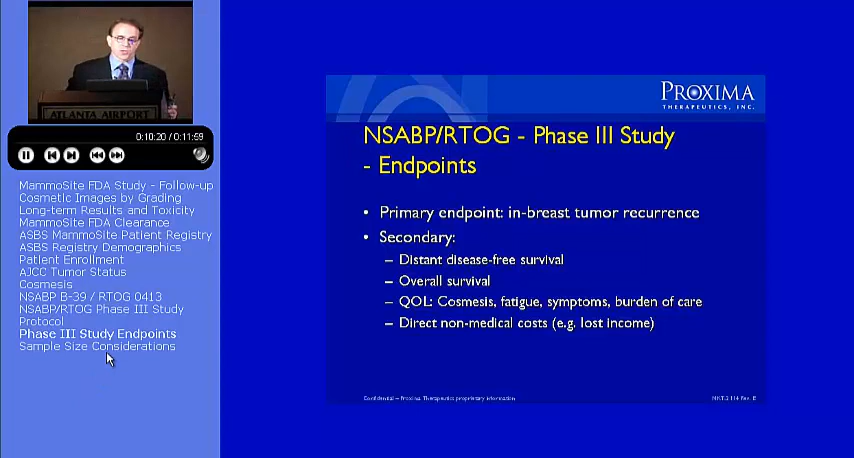 ATLANTA AIRPORT
0:10:20 / 0:11:59
MammoSite FDA Study - Follow-up
Cosmetic Images by Grading
Long-term Results and Toxicity
MammoSite FDA Clearance
ASBS MammoSite Patient Registry
ASBS Registry Demographics
Patient Enrollment
AJCC Tumor Status
Cosmesis
NSABP B-39 / RTOG 0413
NSABP/RTOG Phase III Study
Protocol
Phase III Study Endpoints
Sample Size Considerations
PROXIMA
THERAPEUTICS, INC.
NSABP/RTOG - Phase III Study
- Endpoints
• Primary endpoint: in-breast tumor recurrence
• Secondary:
– Distant disease-free survival
– Overall survival
– QOL: Cosmesis, fatigue, symptoms, burden of care
– Direct non-medical costs (e.g. lost income)
Confidential – Proxima Therapeutics proprietary information